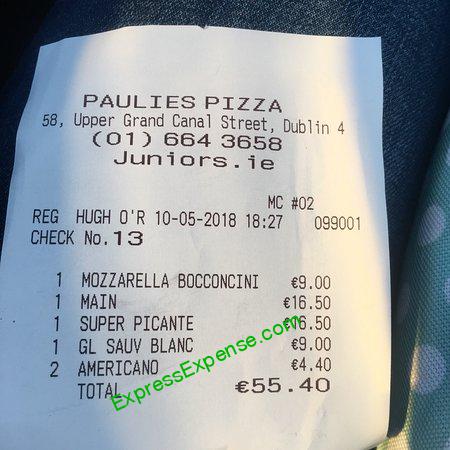 PAULIES PIZZA
58, Upper Grand Canal Street, Dublin 4
(01) 664 3658
Juniors.ie
MC #02
REG HUGH O'R 10-05-2018 18:27 099001
CHECK No.13
1 MOZZARELLA BOCCONCINI €9.00
1 MAIN €16.50
1 SUPER PICANTE €16.50
1 GL SAUV BLANC €9.00
2 AMERICANO €4.40
TOTAL €55.40
ExpressExpense.com